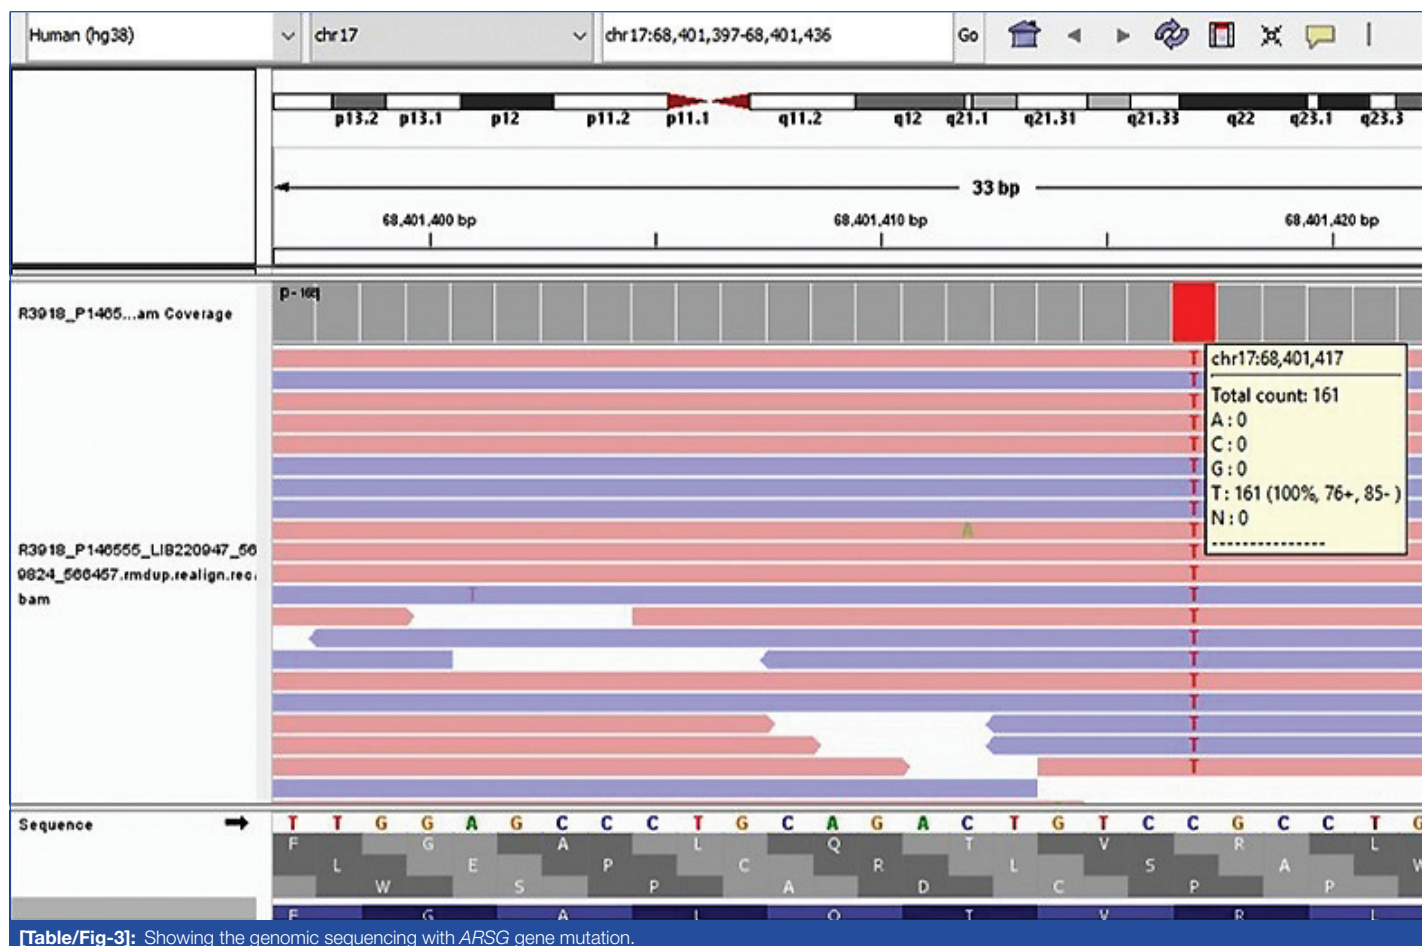 Human (hg38) chr17 chr17:68,401,397-68,401,436 Go
p13.2 p13.1 p12 p11.2 p11.1 q11.2 q12 q21.1 q21.31 q21.33 q22 q23.1 q23.3
33 bp
68,401,400 bp 68,401,410 bp 68,401,420 bp
R3918_P1465...am Coverage
T
T
T
T
T
T
T
T
A T
T
T
T T
T
T
T
T
T
T
T
T
chr17:68,401,417
Total count: 161
A : 0
C : 0
G : 0
T : 161 (100%, 76+, 85- )
N : 0
---------------
R3918_P146555_LIB220947_56
9824_566457.rmdup.realign.rec
bam
Sequence T T G G A G C C C T G C A G A C T G T C C G C C T G
F G A L Q T V R L
L E P C R L S A W
W S P A D C P P
F G A L Q T V R L
[Table/Fig-3]: Showing the genomic sequencing with ARSG gene mutation.